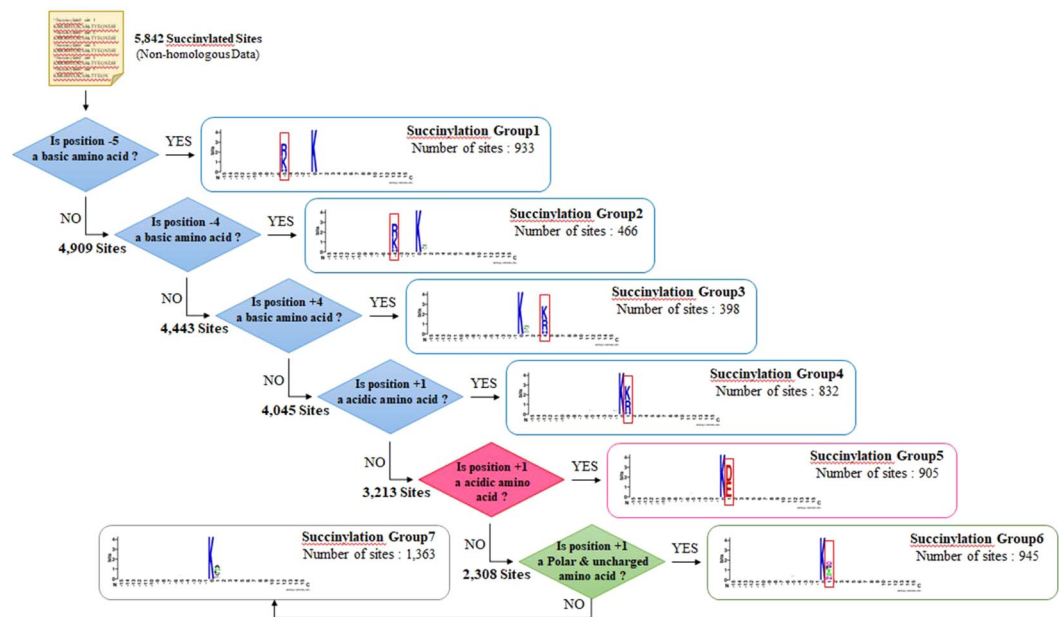 5,842 Succinylated Sites
(Non-homologous Data)
Is position -5
a basic amino acid ?
YES
Succinylation Group1
Number of sites : 933
NO
4,909 Sites
Is position -4
a basic amino acid ?
YES
Succinylation Group2
Number of sites : 466
NO
4,443 Sites
Is position +4
a basic amino acid ?
YES
Succinylation Group3
Number of sites : 398
NO
4,045 Sites
Is position +1
a acidic amino acid ?
YES
Succinylation Group4
Number of sites : 832
NO
3,213 Sites
Is position +1
a acidic amino
acid ?
YES
Succinylation Group5
Number of sites : 905
NO
2,308 Sites
Is position +1
a Polar & uncharged
amino acid ?
YES
Succinylation Group6
Number of sites : 945
NO
Succinylation Group7
Number of sites : 1,363